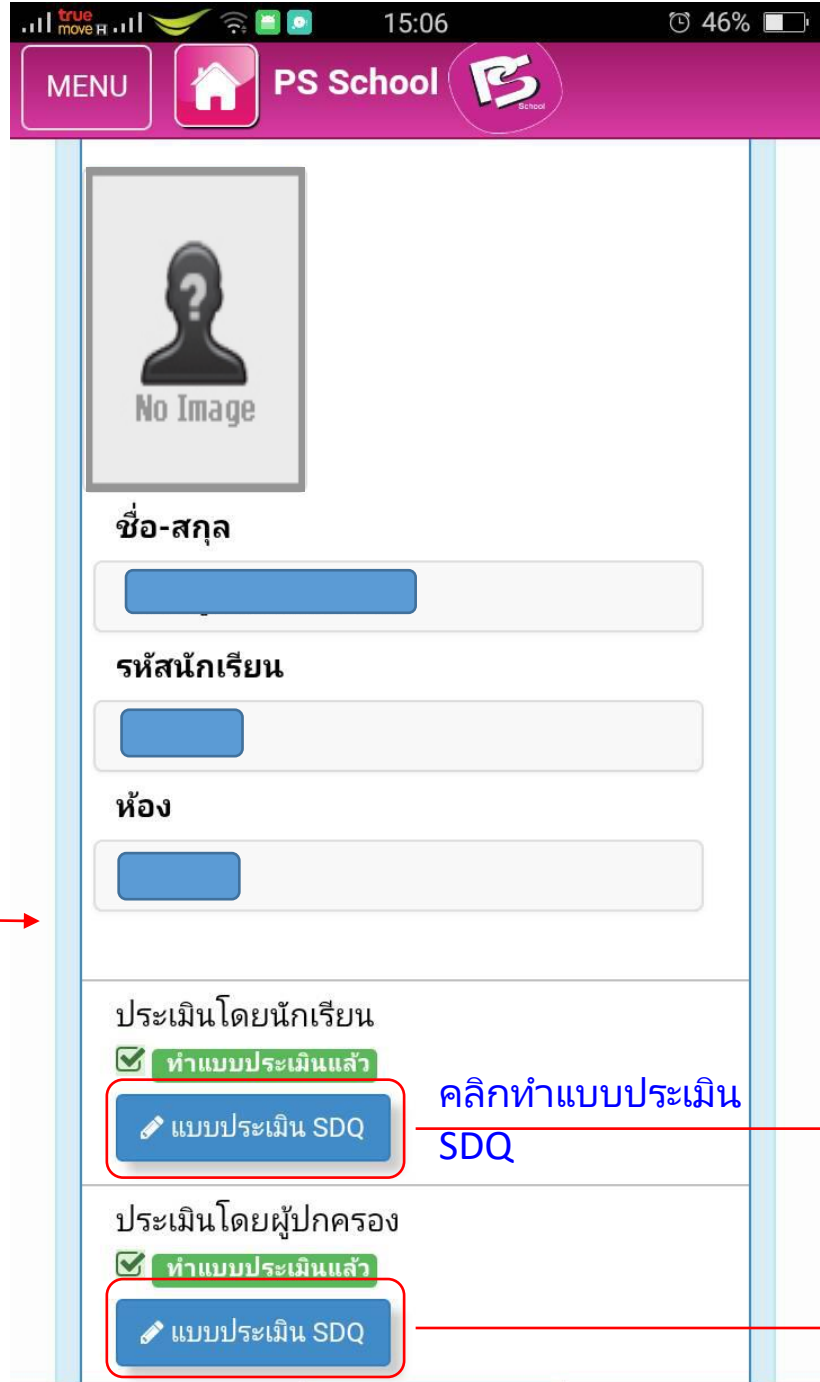 true
move H
15:06
46%
MENU
PS School
PS
School
?
No Image
ชื่อ-สกุล
รหัสนักเรียน
ห้อง
ประเมินโดยนักเรียน
ทำแบบประเมินแล้ว
แบบประเมิน SDQ
คลิกทำแบบประเมิน
SDQ
ประเมินโดยผู้ปกครอง
ทำแบบประเมินแล้ว
แบบประเมิน SDQ